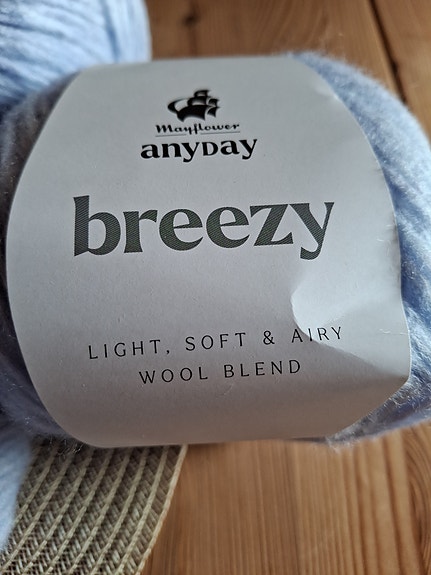 Mayflower
anyday
breezy
LIGHT, SOFT & AIRY
WOOL BLEND